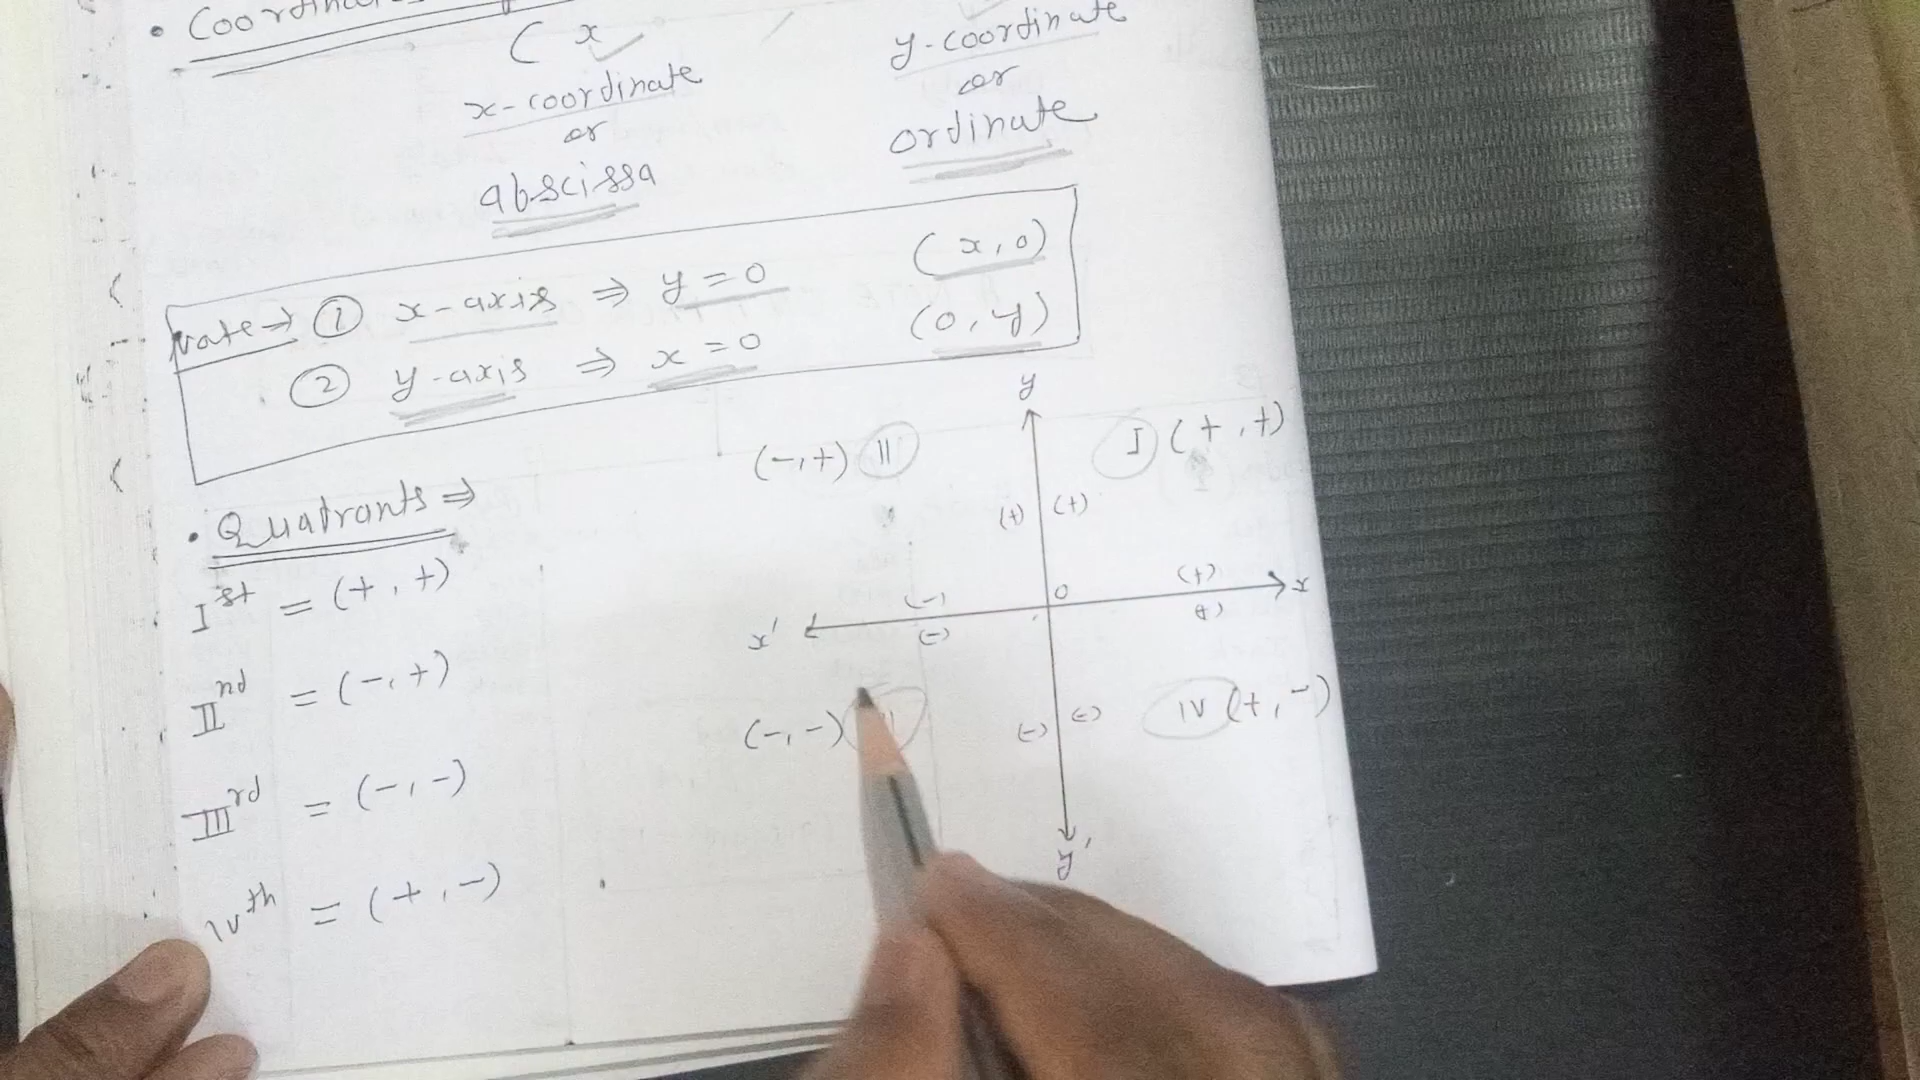 • Coordina
( x
x-coordinate
or
abscissa
y-coordinate
or
ordinate
Note → ① x-axis ⇒ y = 0 (x, 0)
② y-axis ⇒ x = 0 (0, y)
• Quadrants ⇒
Ist = (+, +)
IInd = (-, +)
IIIrd = (-, -)
IVth = (+, -)
y
(-, +) II
I (+, +)
(+) (+)
(-) 0 (+) x
x' (-) (+)
(-, -)
(-) (-)
IV (+, -)
y'